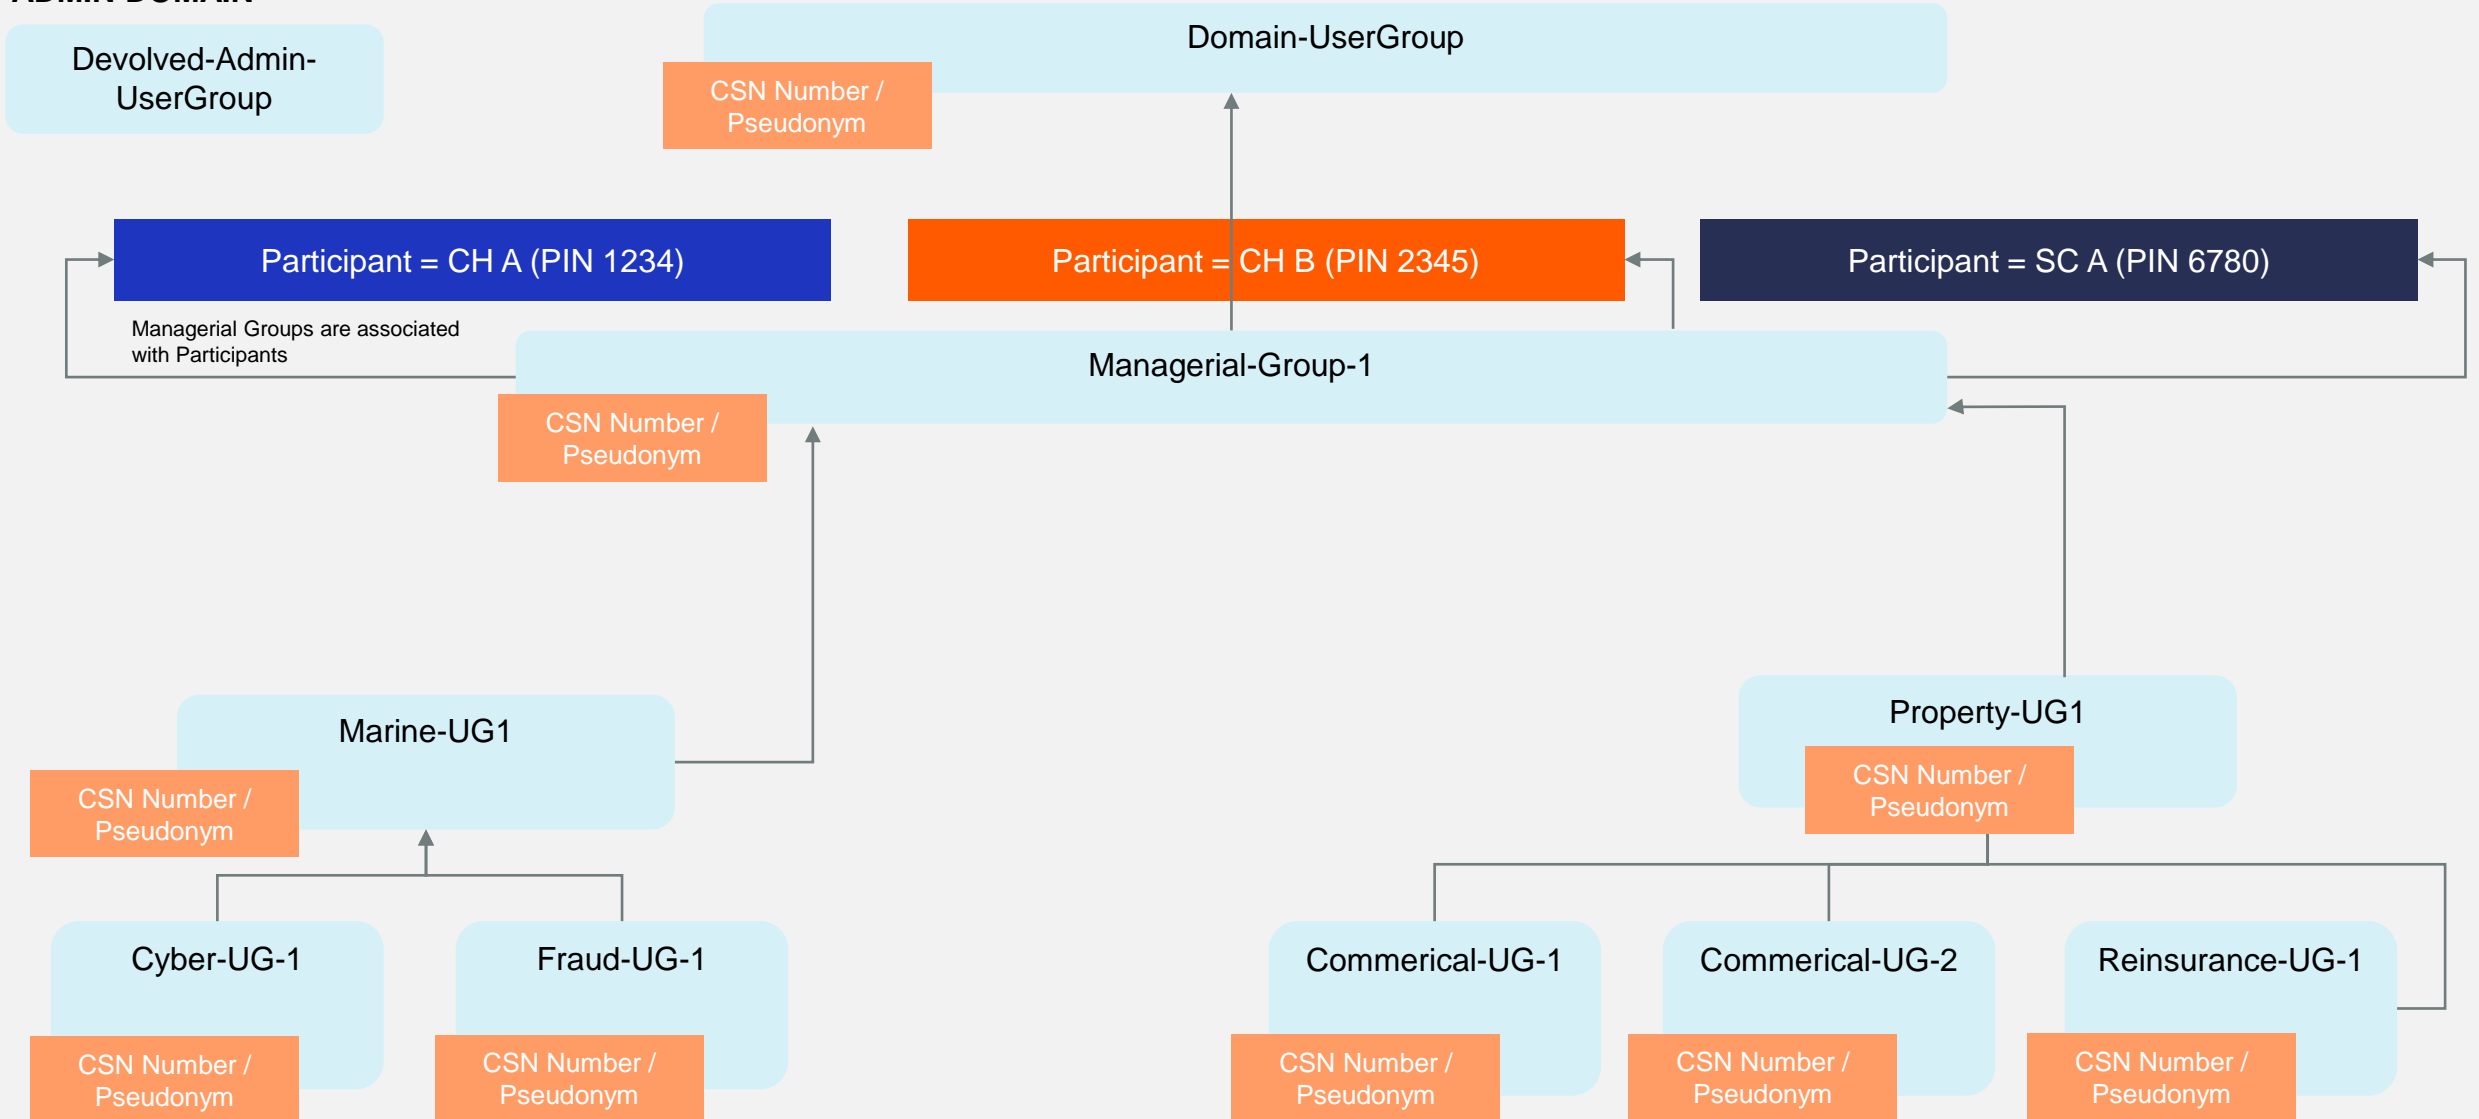 ADMIN DOMAIN
Devolved-Admin-
UserGroup
Domain-UserGroup
CSN Number /
Pseudonym
Participant = CH A (PIN 1234)
Participant = CH B (PIN 2345)
Participant = SC A (PIN 6780)
Managerial Groups are associated
with Participants
Managerial-Group-1
CSN Number /
Pseudonym
Marine-UG1
CSN Number /
Pseudonym
Property-UG1
CSN Number /
Pseudonym
Cyber-UG-1
CSN Number /
Pseudonym
Fraud-UG-1
CSN Number /
Pseudonym
Commerical-UG-1
CSN Number /
Pseudonym
Commerical-UG-2
CSN Number /
Pseudonym
Reinsurance-UG-1
CSN Number /
Pseudonym